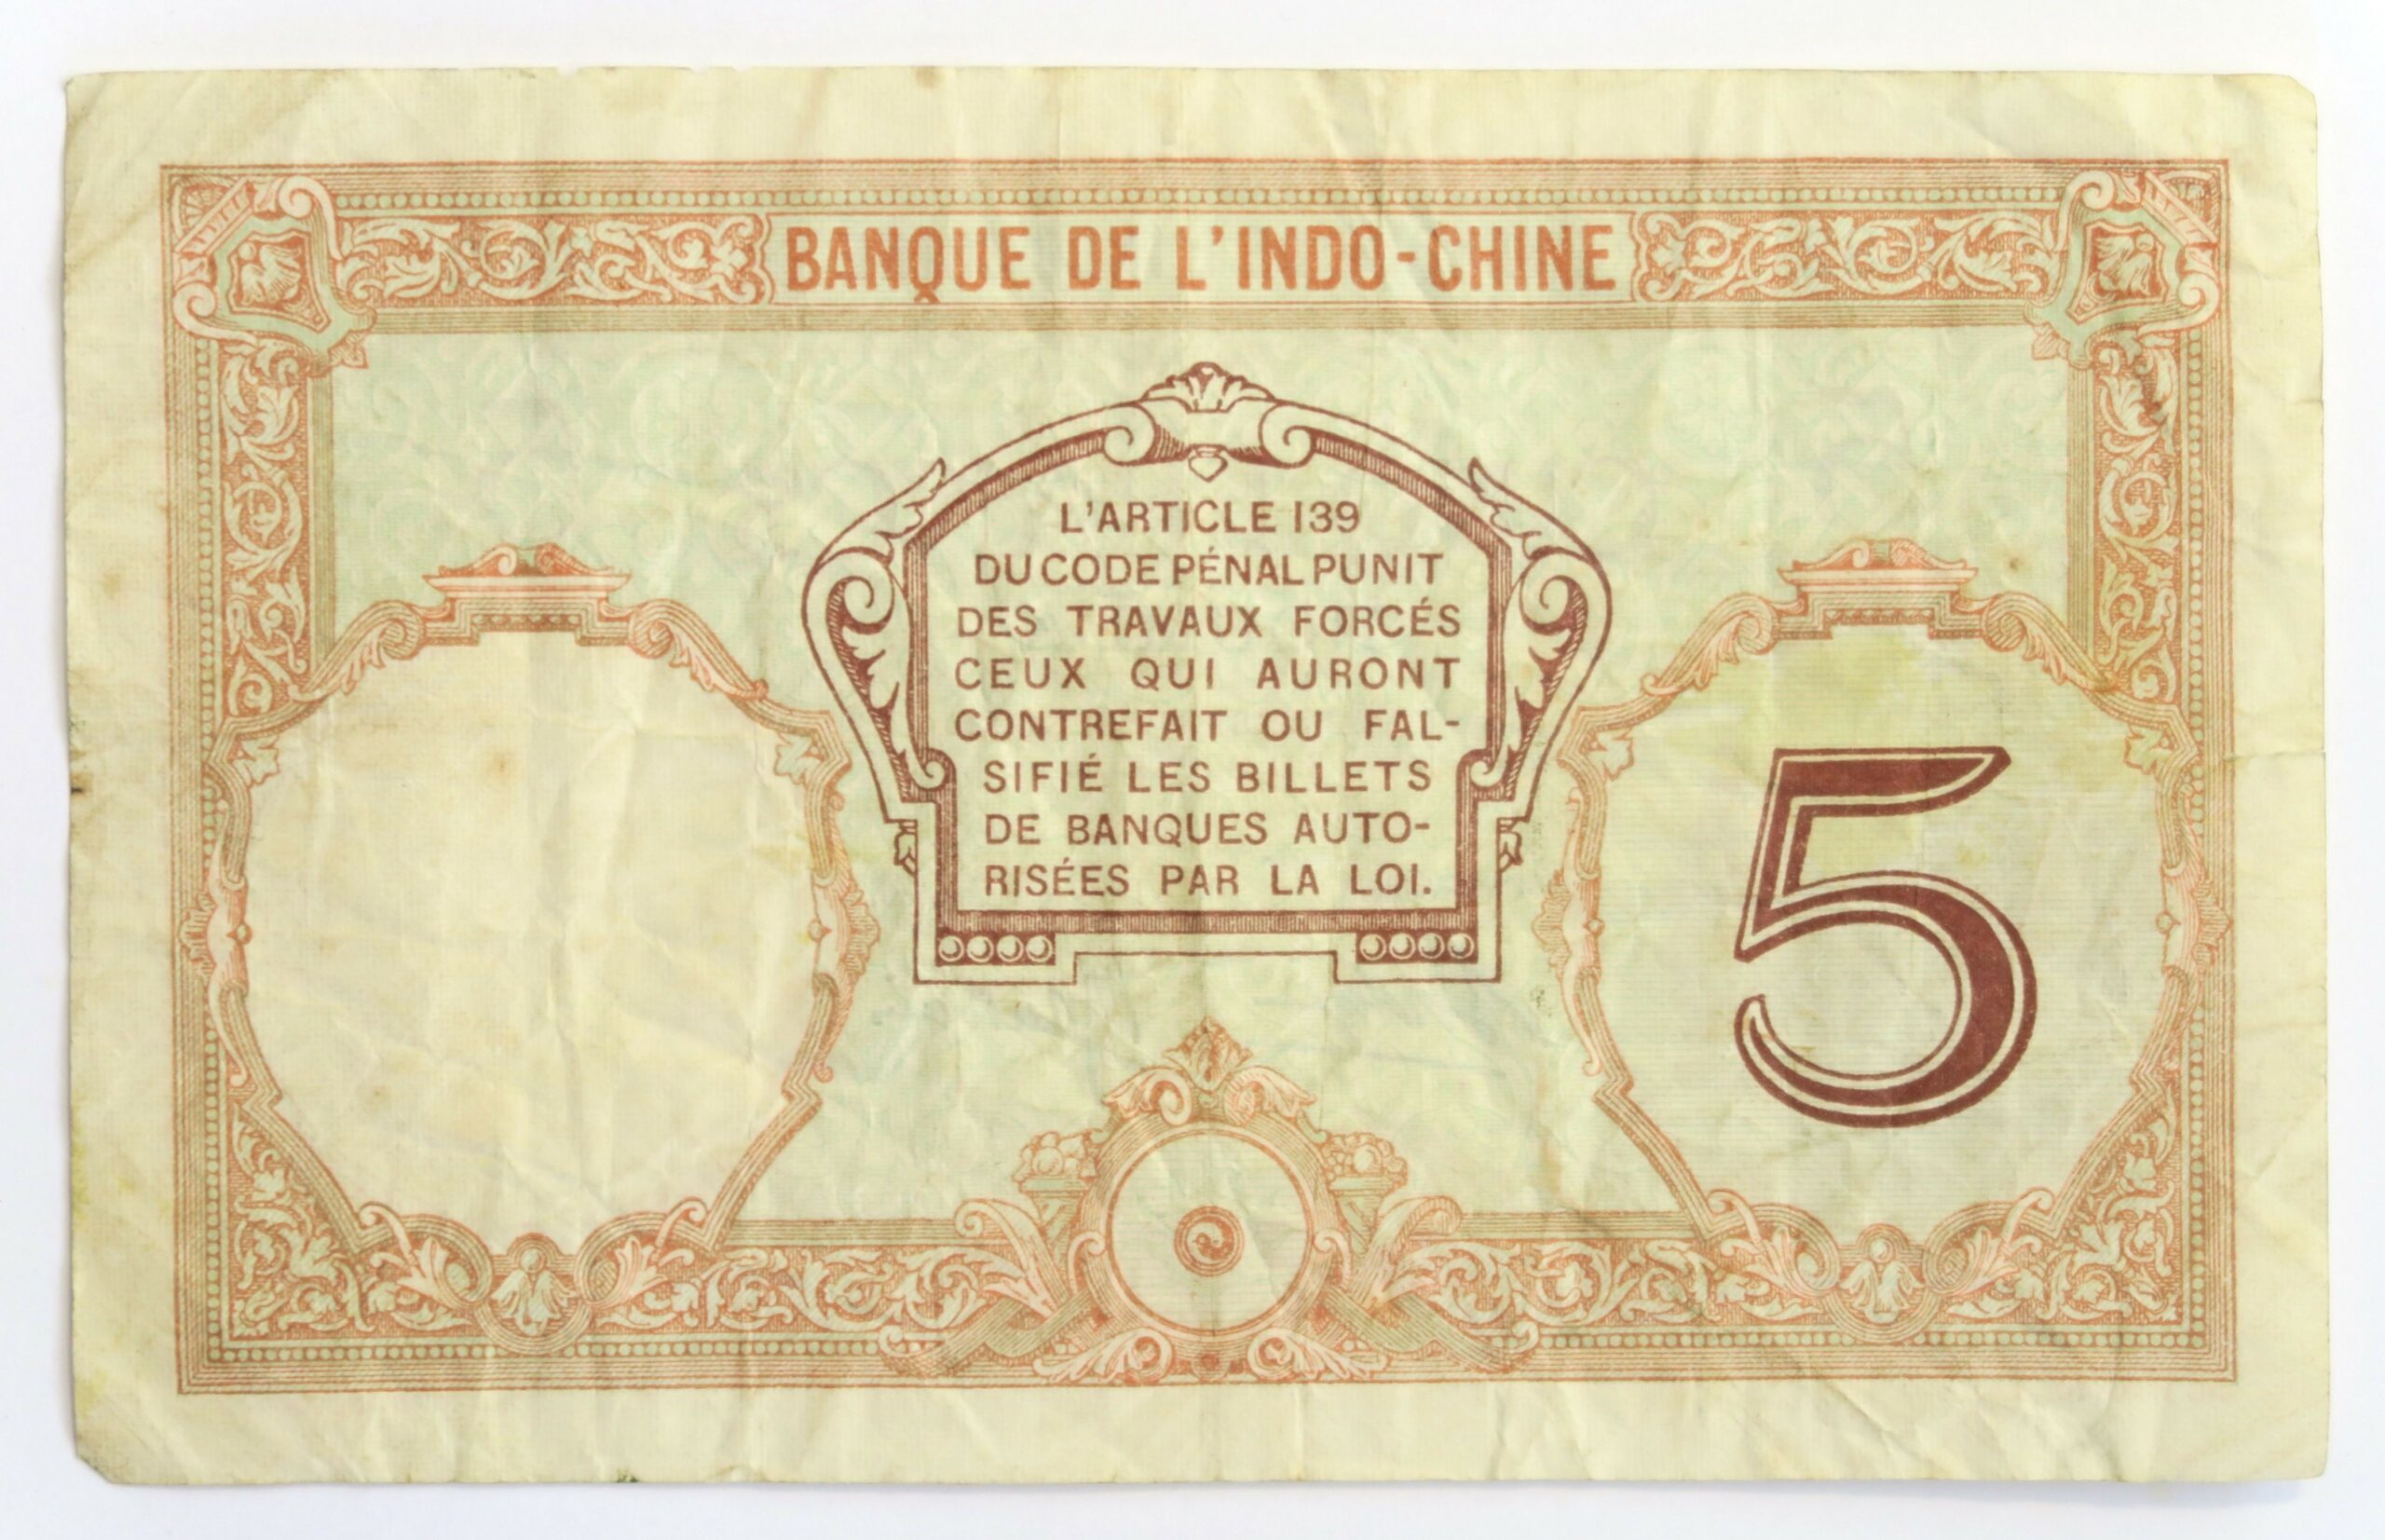 BANQUE DE L'INDO-CHINE
L'ARTICLE 139
DU CODE PÉNAL PUNIT
DES TRAVAUX FORCÉS
CEUX QUI AURONT
CONTREFAIT OU FAL-
SIFIÉ LES BILLETS
DE BANQUES AUTO-
RISÉES PAR LA LOI.
5